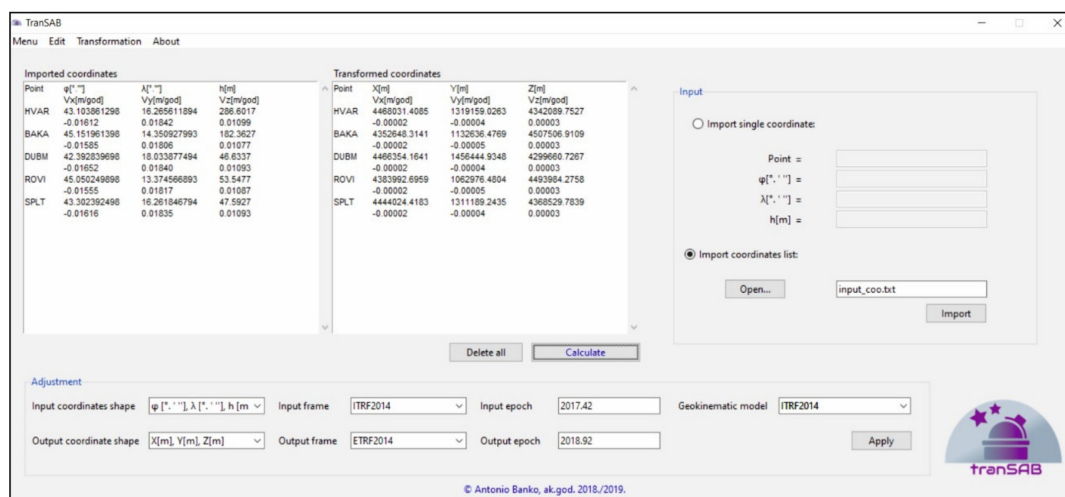 TranSAB
Menu Edit Transformation About
Imported coordinates
Point φ[°.'"] λ[°.'"] h[m]
Vx[m/god] Vy[m/god] Vz[m/god]
HVAR 43.103861298 16.265611894 286.6017
-0.01612 0.01842 0.01099
BAKA 45.151961398 14.350927993 182.3627
-0.01585 0.01806 0.01077
DUBM 42.392839698 18.033877494 46.6337
-0.01652 0.01840 0.01093
ROVI 45.050249898 13.374566893 53.5477
-0.01555 0.01817 0.01087
SPLT 43.302392498 16.261846794 47.5927
-0.01616 0.01835 0.01093
Transformed coordinates
Point X[m] Y[m] Z[m]
Vx[m/god] Vy[m/god] Vz[m/god]
HVAR 4468031.4085 1319159.0263 4342089.7527
-0.00002 -0.00004 0.00003
BAKA 4352648.3141 1132636.4769 4507506.9109
-0.00002 -0.00005 0.00003
DUBM 4466354.1641 1456444.9348 4299660.7267
-0.00002 -0.00004 0.00003
ROVI 4383992.6959 1062976.4804 4493984.2758
-0.00002 -0.00005 0.00003
SPLT 4444024.4183 1311189.2435 4368529.7839
-0.00002 -0.00004 0.00003
Delete all Calculate
Input
Import single coordinate:
Point =
φ[°. ' "] =
λ[°. ' "] =
h[m] =
Import coordinates list:
Open... input_coo.txt
Import
Adjustment
Input coordinates shape φ [°. ' "], λ [°. ' "], h [m Input frame ITRF2014 Input epoch 2017.42 Geokinematic model ITRF2014
Output coordinate shape X[m], Y[m], Z[m] Output frame ETRF2014 Output epoch 2018.92 Apply
tranSAB
© Antonio Banko, ak.god. 2018./2019.